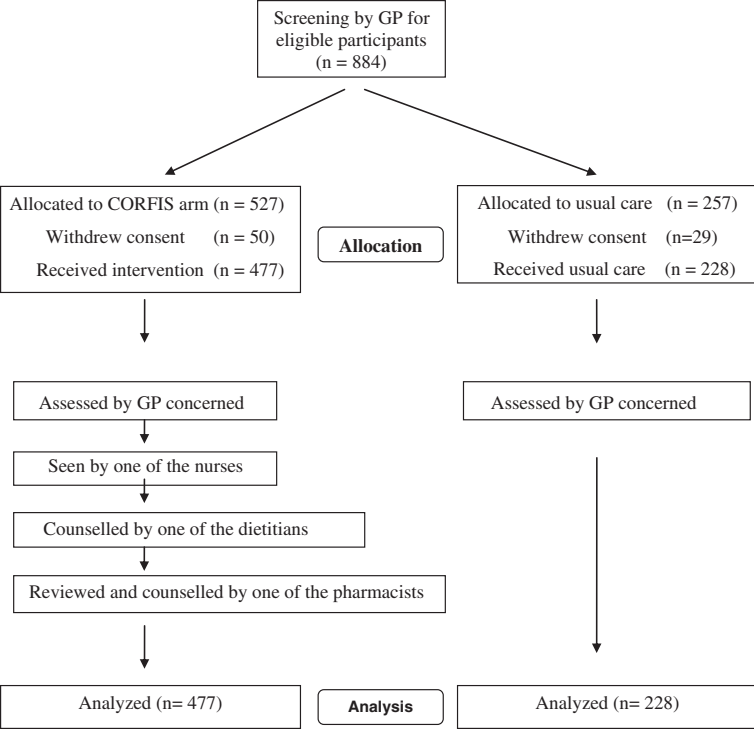 Screening by GP for
eligible participants
(n = 884)
Allocated to CORFIS arm (n = 527)
Withdrew consent (n = 50)
Received intervention (n = 477)
Allocation
Allocated to usual care (n = 257)
Withdrew consent (n=29)
Received usual care (n = 228)
Assessed by GP concerned
Assessed by GP concerned
Seen by one of the nurses
Counselled by one of the dietitians
Reviewed and counselled by one of the pharmacists
Analyzed (n= 477)
Analysis
Analyzed (n= 228)